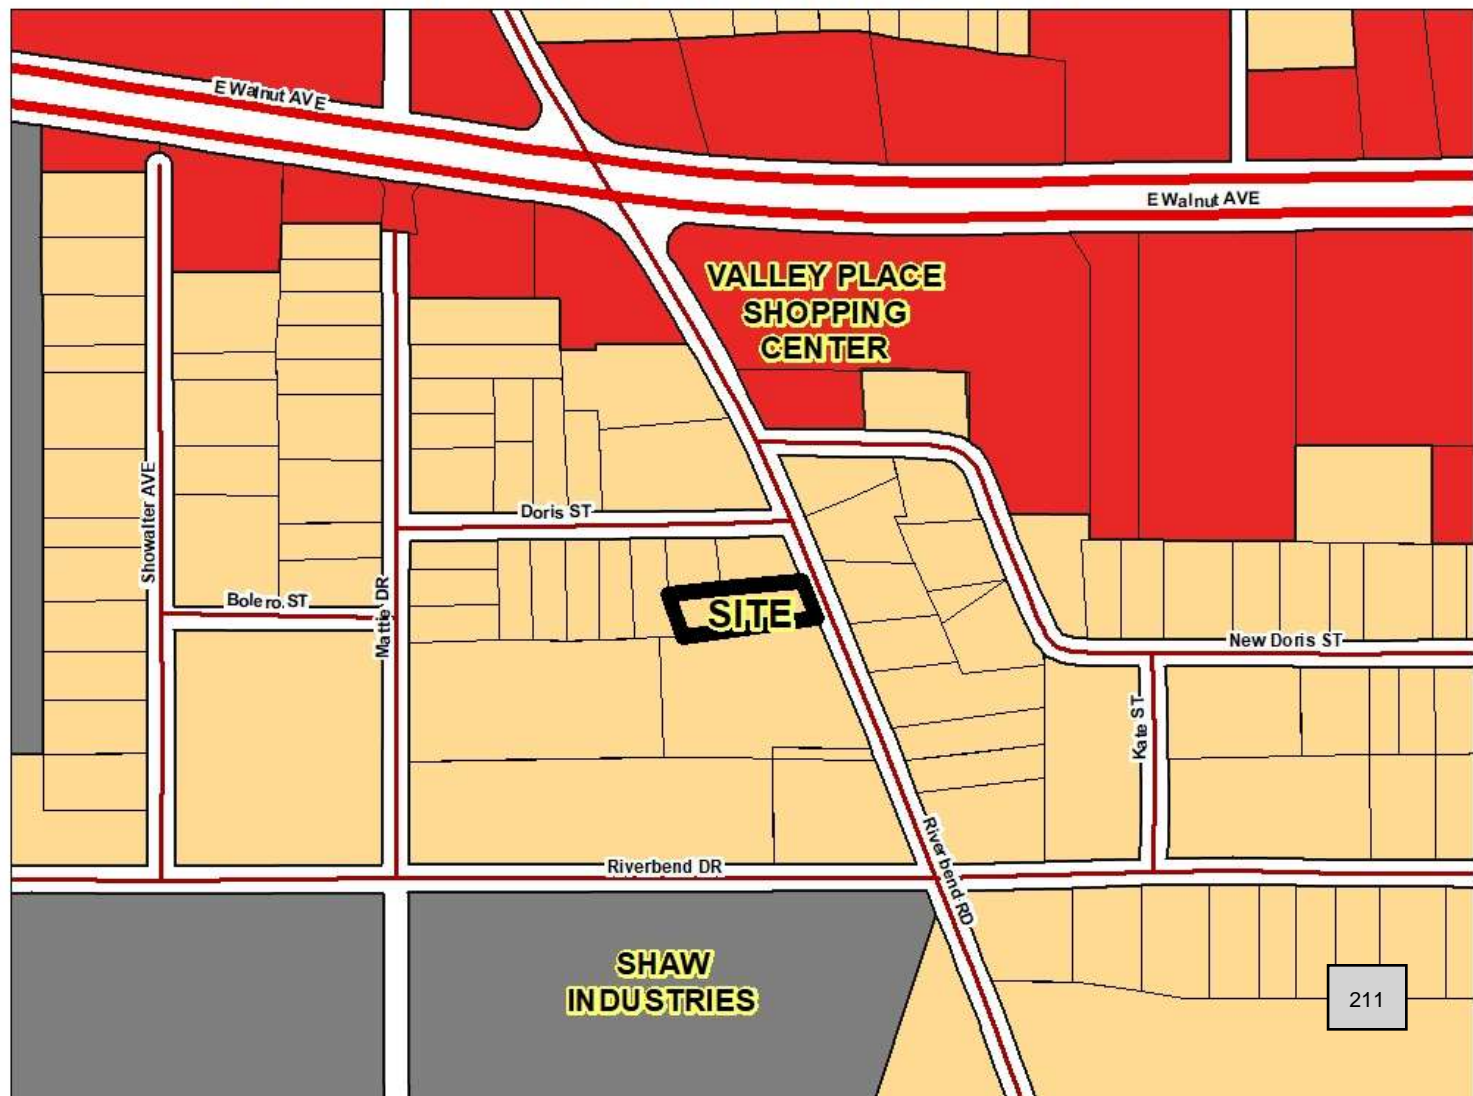 E Walnut AVE
E Walnut AVE
VALLEY PLACE
SHOPPING
CENTER
Showalter AVE
Doris ST
Bolero ST
Mattie DR
SITE
New Doris ST
Kate ST
Riverbend DR
Riverbend RD
SHAW
INDUSTRIES
211